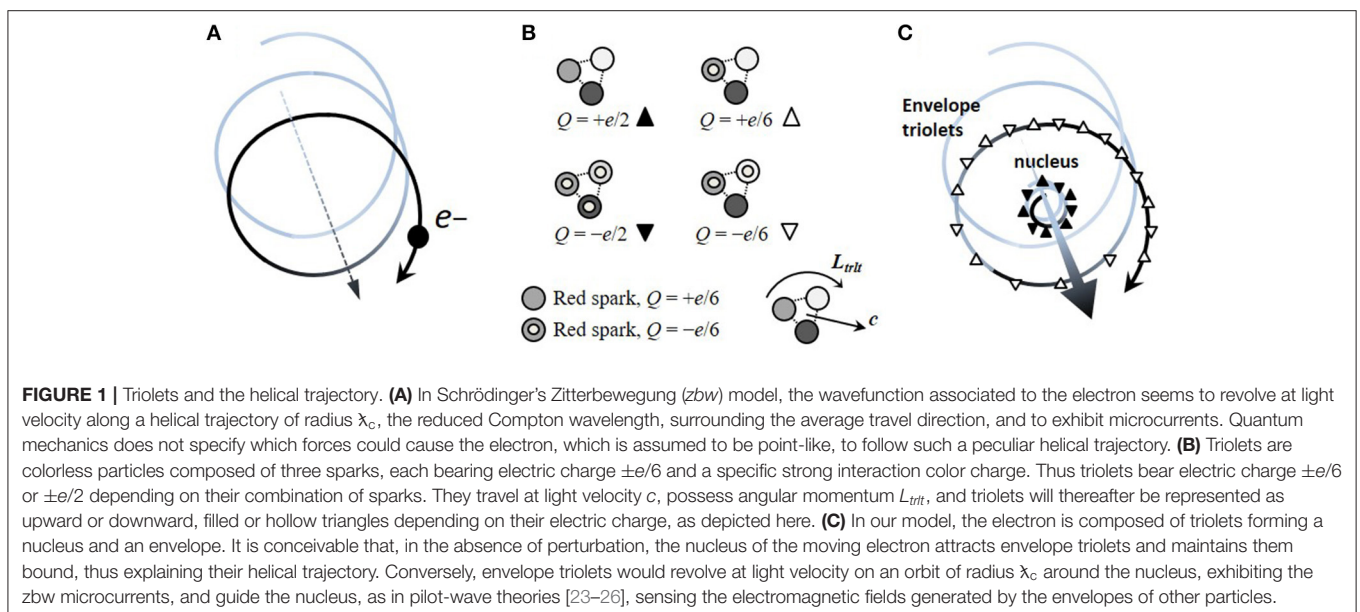 A
B
C
e–
Q = +e/2 ▲
Q = +e/6 △
Q = –e/2 ▼
Q = –e/6 ▽
Red spark, Q = +e/6
Red spark, Q = –e/6
L trlt
c
Envelope
triolets
nucleus
FIGURE 1 | Triolets and the helical trajectory. (A) In Schrödinger's Zitterbewegung (zbw) model, the wavefunction associated to the electron seems to revolve at light
velocity along a helical trajectory of radius ƛc, the reduced Compton wavelength, surrounding the average travel direction, and to exhibit microcurrents. Quantum
mechanics does not specify which forces could cause the electron, which is assumed to be point-like, to follow such a peculiar helical trajectory. (B) Triolets are
colorless particles composed of three sparks, each bearing electric charge ±e/6 and a specific strong interaction color charge. Thus triolets bear electric charge ±e/6
or ±e/2 depending on their combination of sparks. They travel at light velocity c, possess angular momentum Ltrlt, and triolets will thereafter be represented as
upward or downward, filled or hollow triangles depending on their electric charge, as depicted here. (C) In our model, the electron is composed of triolets forming a
nucleus and an envelope. It is conceivable that, in the absence of perturbation, the nucleus of the moving electron attracts envelope triolets and maintains them
bound, thus explaining their helical trajectory. Conversely, envelope triolets would revolve at light velocity on an orbit of radius ƛc around the nucleus, exhibiting the
zbw microcurrents, and guide the nucleus, as in pilot-wave theories [23–26], sensing the electromagnetic fields generated by the envelopes of other particles.